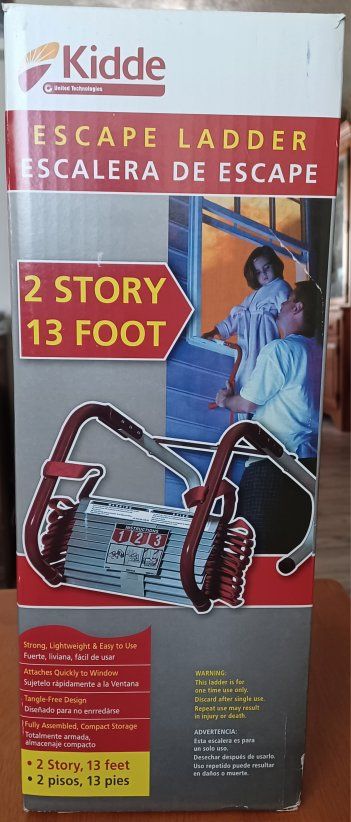 Kidde
United Technologies
ESCAPE LADDER
ESCALERA DE ESCAPE
2 STORY
13 FOOT
INSTRUCTIONS
1 2 3
Strong, Lightweight & Easy to Use
Fuerte, liviana, fácil de usar
Attaches Quickly to Window
Sujetelo rápidamente a la Ventana
Tangle-Free Design
Diseñado para no enrredárse
Fully Assembled, Compact Storage
Totalmente armada,
almacenaje compacto
• 2 Story, 13 feet
• 2 pisos, 13 pies
WARNING:
This ladder is for
one time use only.
Discard after single use.
Repeat use may result
in injury or death.
ADVERTENCIA:
Esta escalera es para
un solo uso.
Desechar después de usarlo.
Uso repetido puede resultar
en daños o muerte.